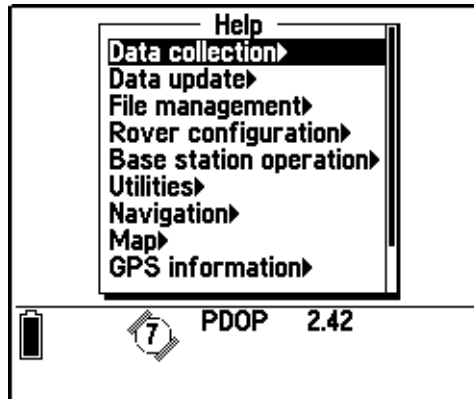 Help
Data collection
Data update
File management
Rover configuration
Base station operation
Utilities
Navigation
Map
GPS information
7 PDOP 2.42